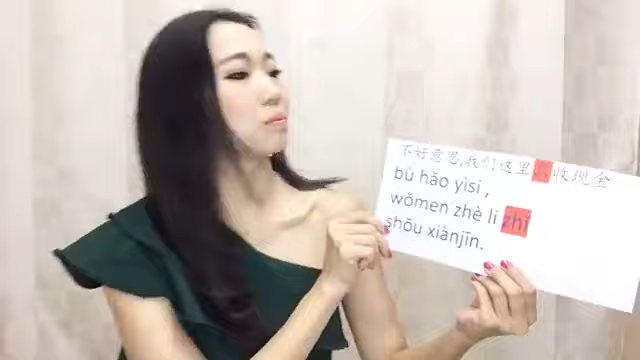 不好意思,我们这里只收现金
bù hǎo yìsi ,
wǒmen zhè lǐ zhǐ
shōu xiànjīn.